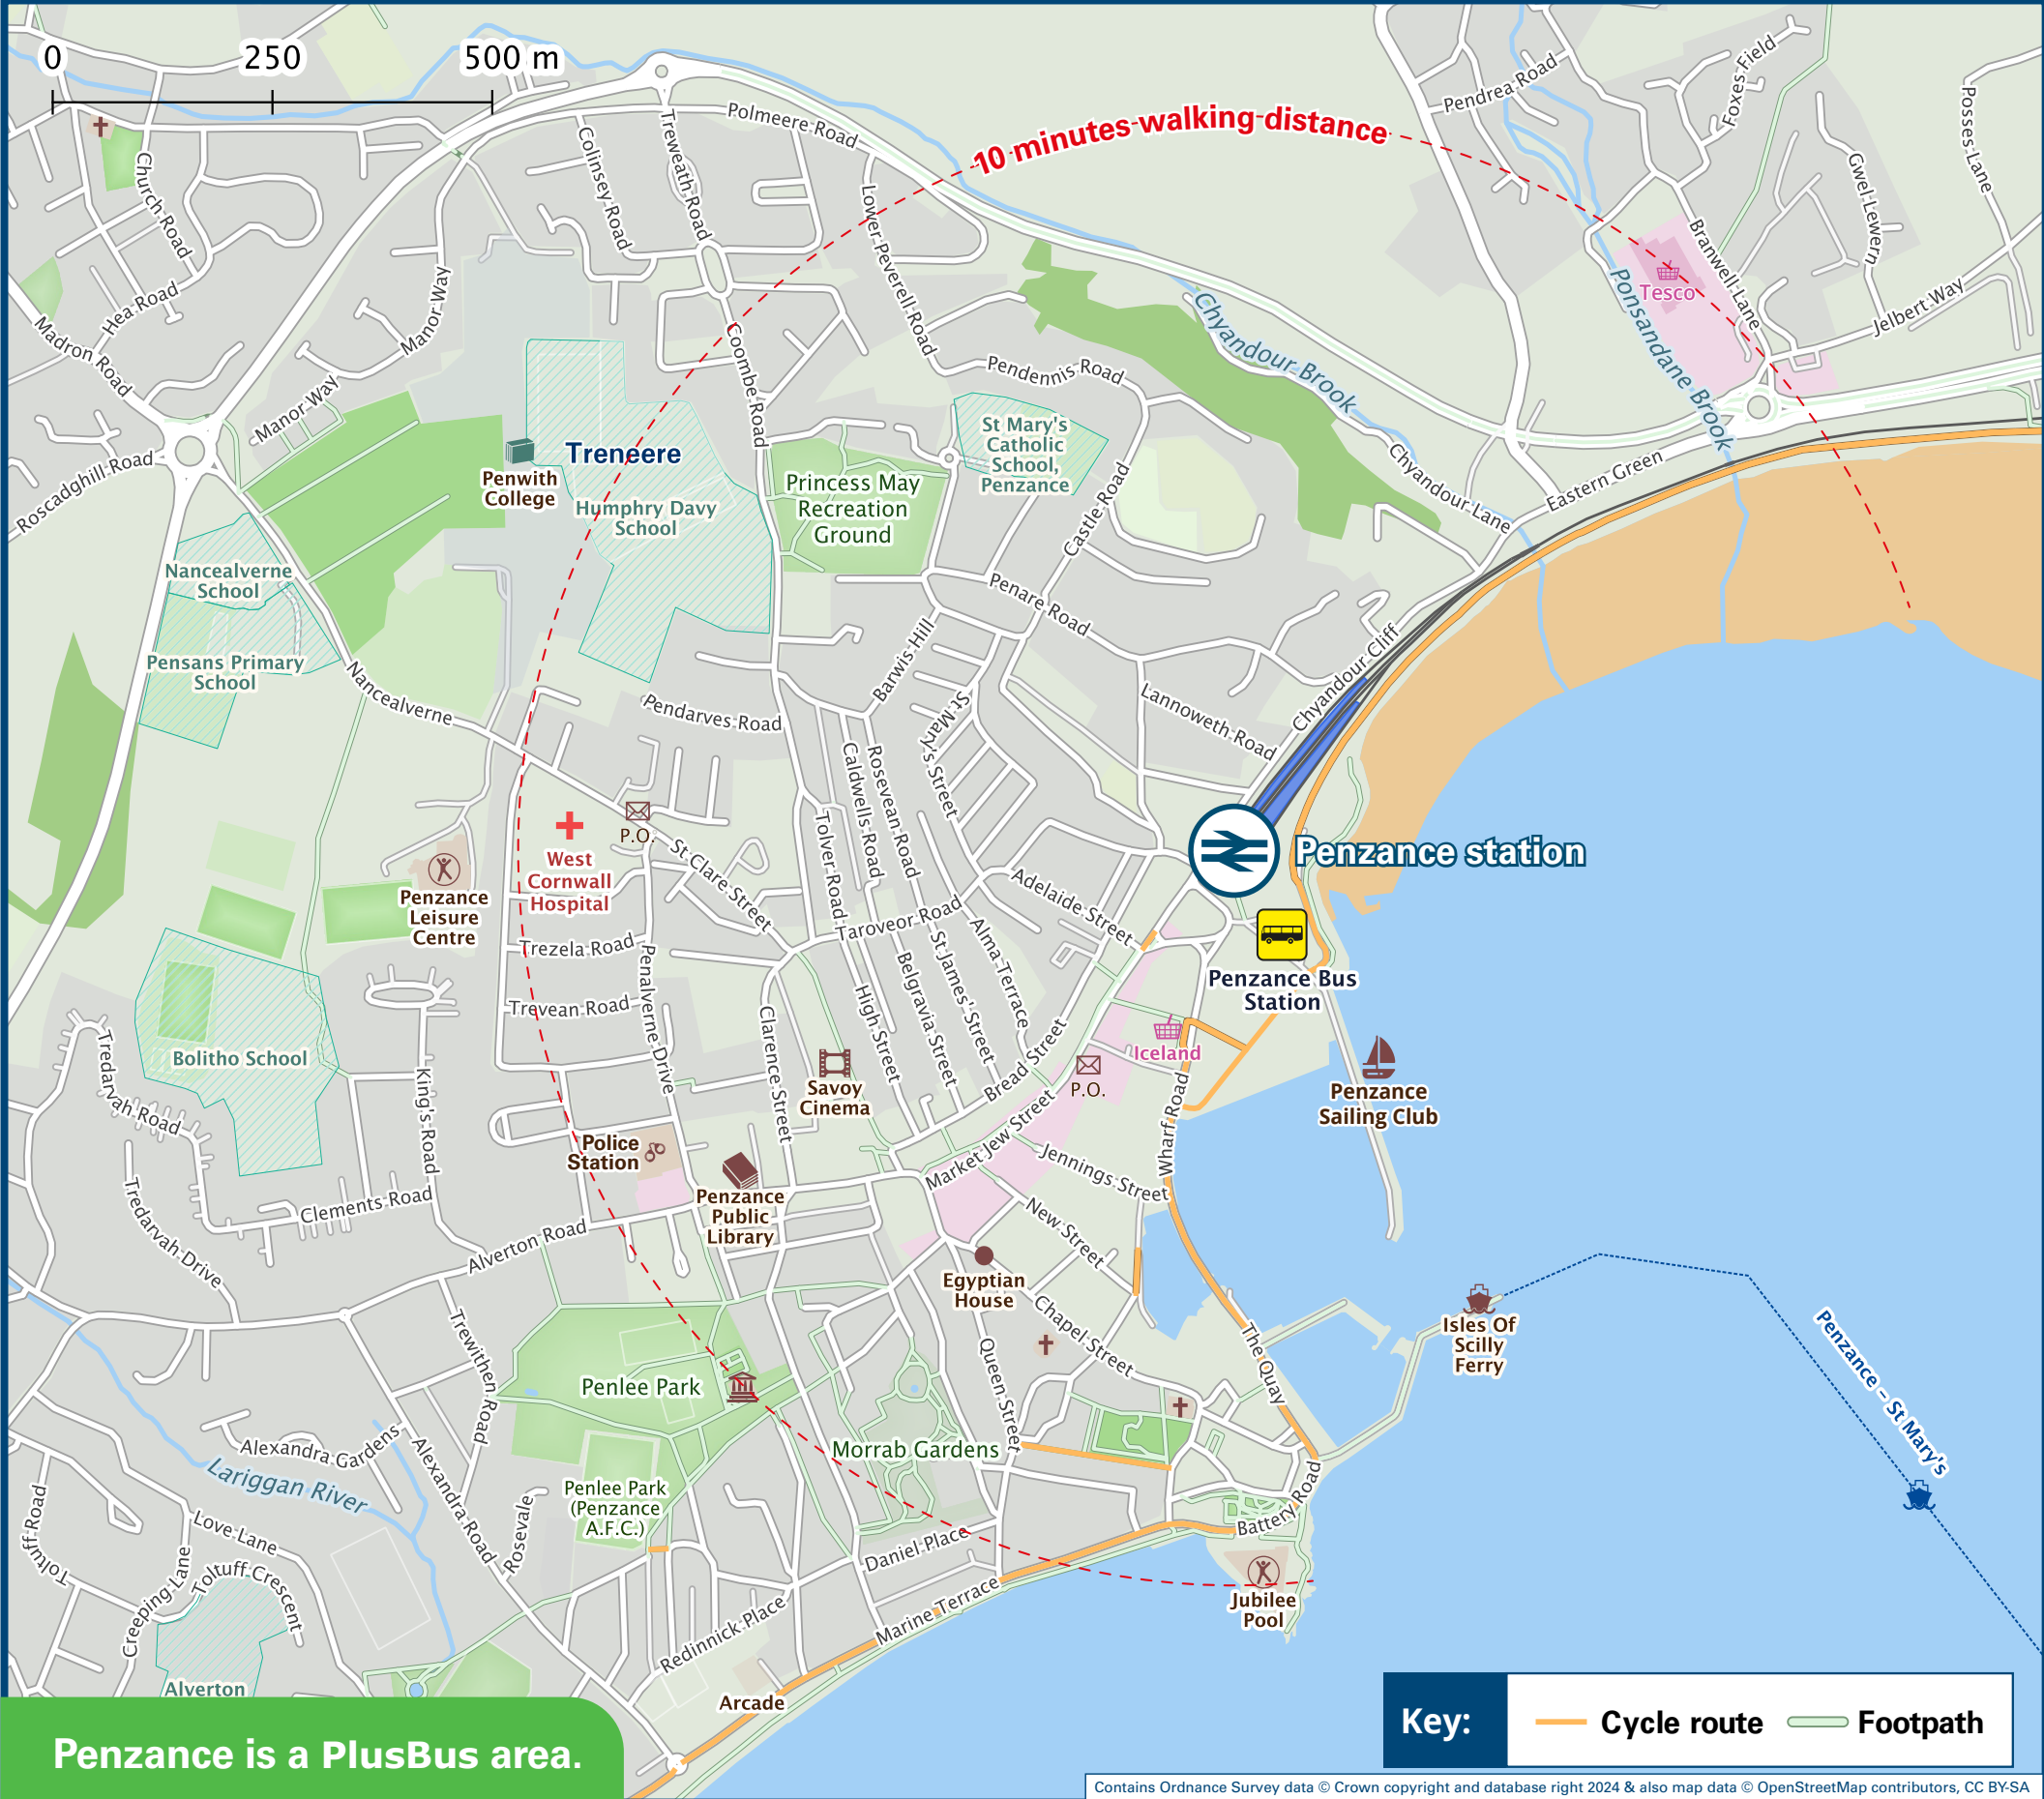 0 250 500 m
10 minutes walking distance
Pendrea Road
Foxes Field
Posses Lane
Gwel Lewern
Branwell Lane
Jelbert Way
Tesco
Ponsandane Brook
Chyandour Brook
Polmeere Road
Treweath Road
Colinsey Road
Church Road
Hea Road
Madron Road
Manor Way
Manor Way
Roscadghill Road
Lower Peverell Road
Coombe Road
Pendennis Road
St Mary's
Catholic
School,
Penzance
Castle Road
Chyandour Lane
Eastern Green
Treneere
Penwith
College
Humphry Davy
School
Princess May
Recreation
Ground
Nancealverne
School
Pensans Primary
School
Nancealverne
Penare Road
Barwis Hill
Chyandour Cliff
Lannoweth Road
St Mary's Street
Pendarves Road
Caldwells Road
Rosevean Road
Tolver Road
P.O.
West
Cornwall
Hospital
St Clare Street
Penzance
Leisure
Centre
Penzance station
Penzance Bus
Station
Adelaide Street
Taroveor Road
Alma Terrace
St James' Street
Belgravia Street
High Street
Trezela Road
Trevean Road
Penalverne Drive
Clarence Street
Bread Street
Iceland
P.O.
Penzance
Sailing Club
Wharf Road
Market Jew Street
Jennings Street
New Street
Savoy
Cinema
Bolitho School
Tredarvah Road
Tredarvah Drive
King's Road
Clements Road
Police
Station
Penzance
Public
Library
Alverton Road
Egyptian
House
Chapel Street
Queen Street
The Quay
Isles Of
Scilly
Ferry
Penzance – St Mary's
Trewithen Road
Penlee Park
Morrab Gardens
Penlee Park
(Penzance
A.F.C.)
Alexandra Gardens
Lariggan River
Alexandra Road
Rosevale
Love Lane
Toltuff Road
Toltuff Crescent
Creeping Lane
Alverton
Daniel Place
Battery Road
Jubilee
Pool
Marine Terrace
Redinnick Place
Arcade
Penzance is a PlusBus area.
Key: Cycle route Footpath
Contains Ordnance Survey data © Crown copyright and database right 2024 & also map data © OpenStreetMap contributors, CC BY-SA